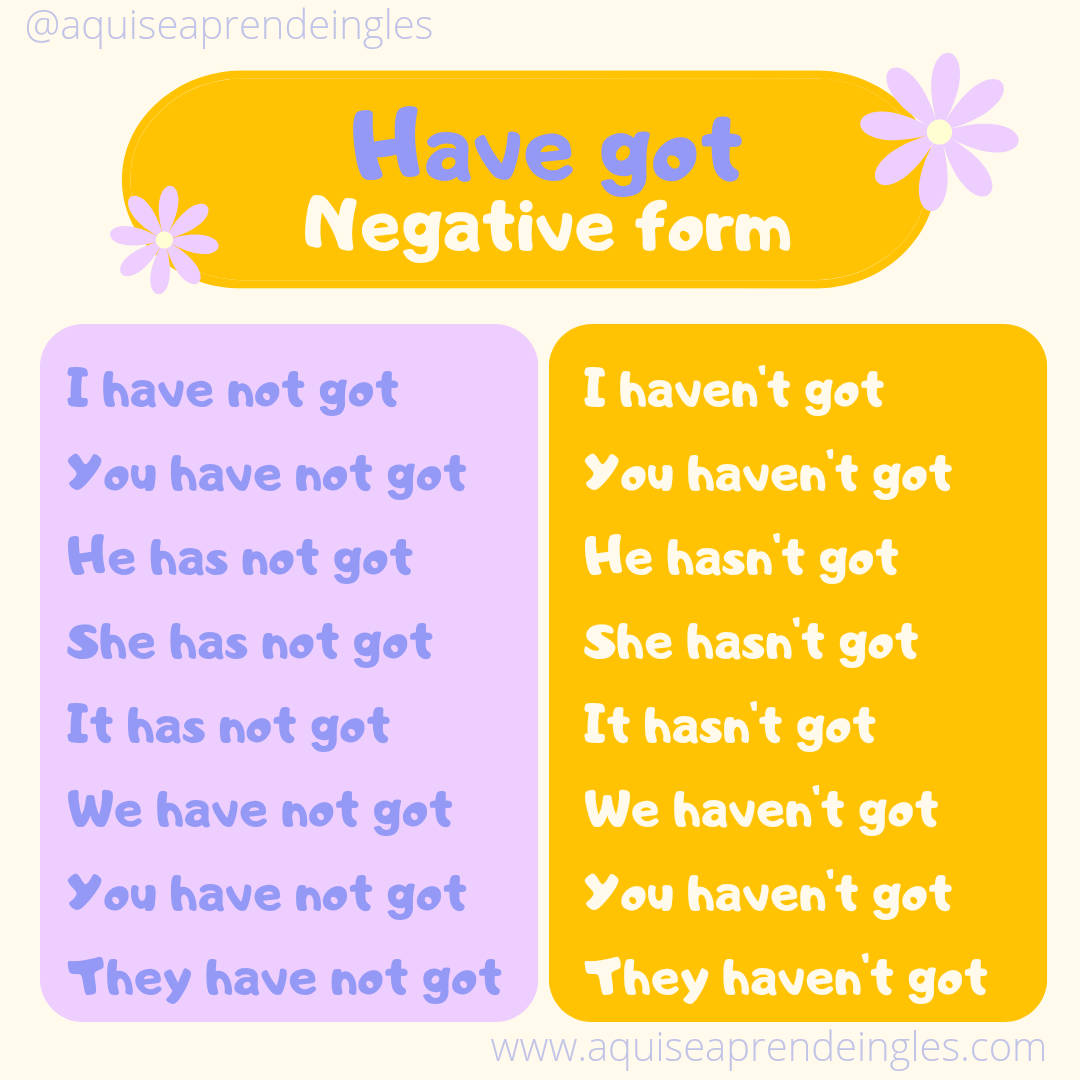 @aquiseaprendeingles
Have got
Negative form
I have not got
You have not got
He has not got
She has not got
It has not got
We have not got
You have not got
They have not got
I haven't got
You haven't got
He hasn't got
She hasn't got
It hasn't got
We haven't got
You haven't got
They haven't got
www.aquiseaprendeingles.com